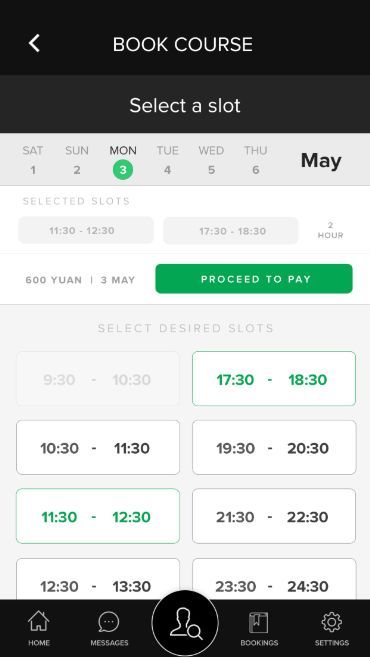 BOOK COURSE
Select a slot
SAT SUN MON TUE WED THU
1 2 3 4 5 6
May
SELECTED SLOTS
11:30 - 12:30
17:30 - 18:30
2
HOUR
600 YUAN | 3 MAY
PROCEED TO PAY
SELECT DESIRED SLOTS
9:30 - 10:30
17:30 - 18:30
10:30 - 11:30
19:30 - 20:30
11:30 - 12:30
21:30 - 22:30
12:30 - 13:30
23:30 - 24:30
HOME
MESSAGES
BOOKINGS
SETTINGS